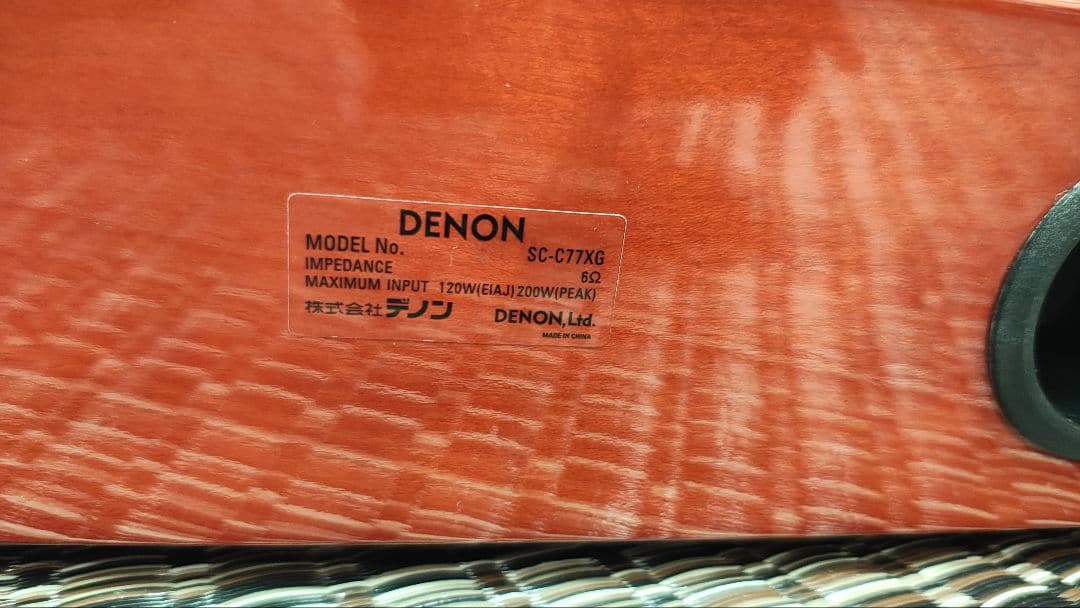 DENON
MODEL No. SC-C77XG
IMPEDANCE 6Ω
MAXIMUM INPUT 120W(EIAJ)200W(PEAK)
株式会社デノン DENON,Ltd.
MADE IN CHINA